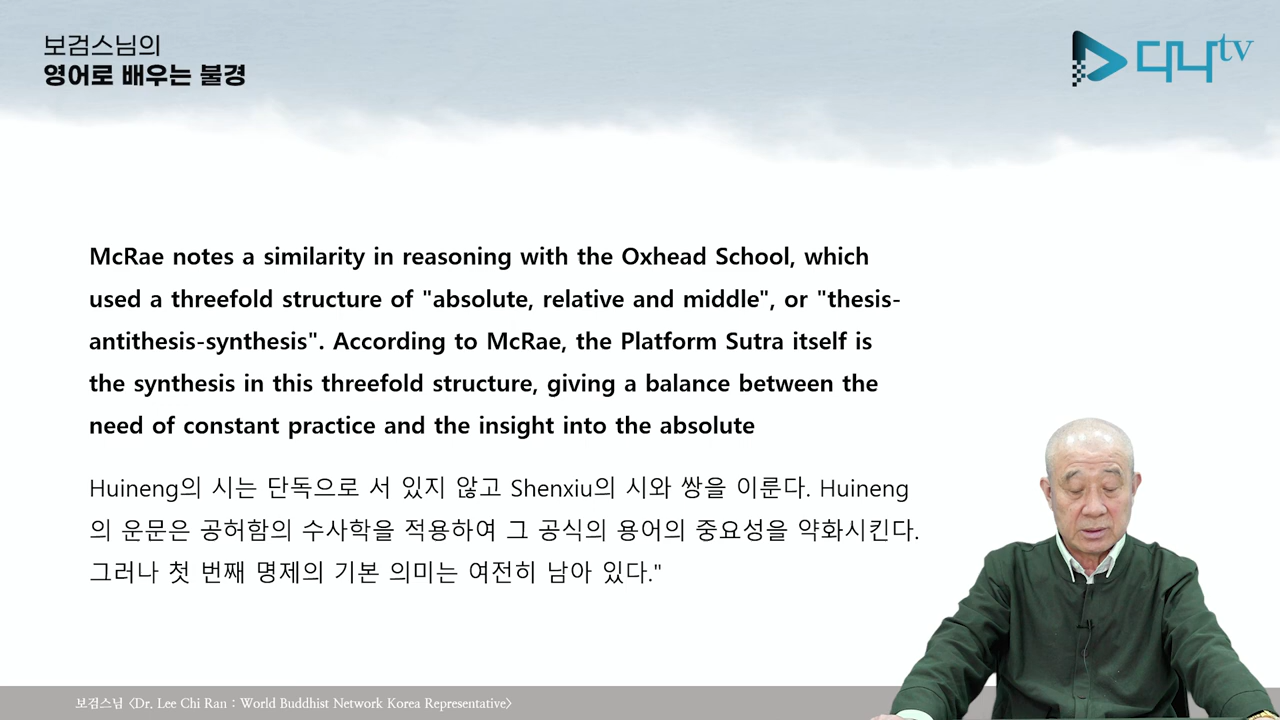 보검스님의
영어로 배우는 불경
다나tv
McRae notes a similarity in reasoning with the Oxhead School, which
used a threefold structure of "absolute, relative and middle", or "thesis-
antithesis-synthesis". According to McRae, the Platform Sutra itself is
the synthesis in this threefold structure, giving a balance between the
need of constant practice and the insight into the absolute
Huineng의 시는 단독으로 서 있지 않고 Shenxiu의 시와 쌍을 이룬다. Huineng
의 운문은 공허함의 수사학을 적용하여 그 공식의 용어의 중요성을 약화시킨다.
그러나 첫 번째 명제의 기본 의미는 여전히 남아 있다."
보검스님 <Dr. Lee Chi Ran : World Buddhist Network Korea Representative>